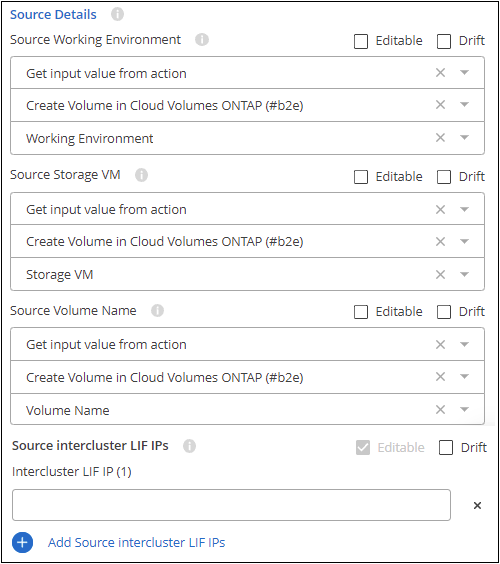 Source Details
Source Working Environment Editable Drift
Get input value from action
Create Volume in Cloud Volumes ONTAP (#b2e)
Working Environment
Source Storage VM Editable Drift
Get input value from action
Create Volume in Cloud Volumes ONTAP (#b2e)
Storage VM
Source Volume Name Editable Drift
Get input value from action
Create Volume in Cloud Volumes ONTAP (#b2e)
Volume Name
Source intercluster LIF IPs Editable Drift
Intercluster LIF IP (1)
Add Source intercluster LIF IPs